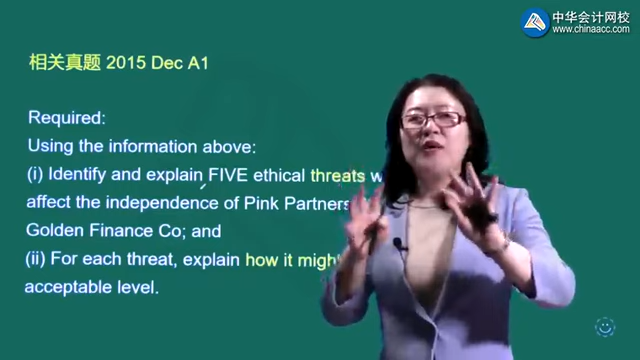 中华会计网校
www.chinaacc.com
相关真题 2015 Dec A1
Required:
Using the information above:
(i) Identify and explain FIVE ethical threats w
affect the independence of Pink Partners
Golden Finance Co; and
(ii) For each threat, explain how it might
acceptable level.